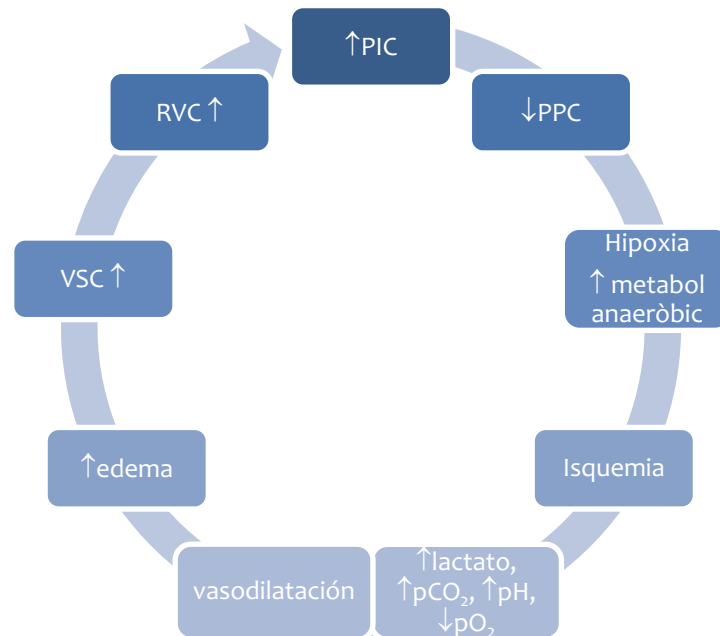 ↑PIC
↓PPC
Hipoxia
↑ metabol
anaeròbic
Isquemia
↑lactato,
↑pCO₂, ↑pH,
↓pO₂
vasodilatación
↑edema
VSC ↑
RVC ↑